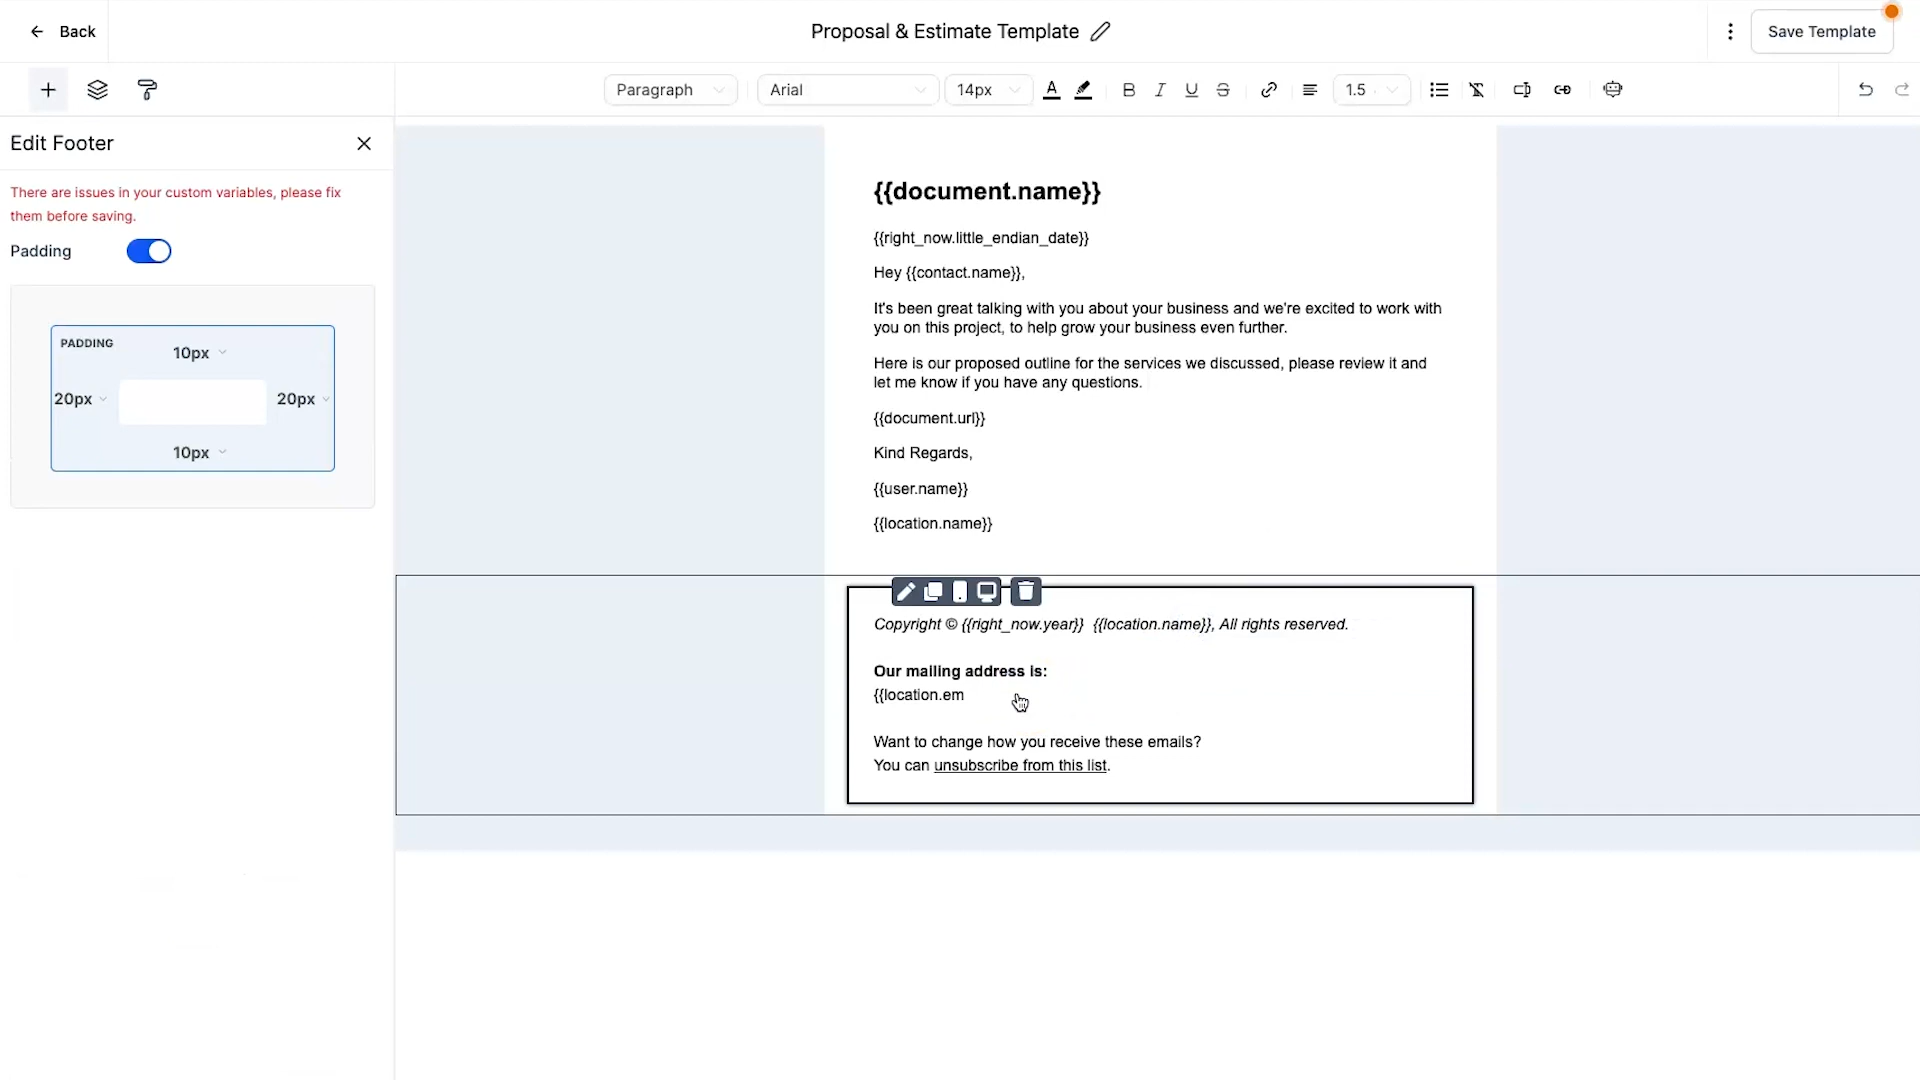 Back
Proposal & Estimate Template
Save Template
Paragraph
Arial
14px
1.5
Edit Footer
There are issues in your custom variables, please fix
them before saving.
Padding
PADDING
10px
20px
20px
10px
{{document.name}}
{{right_now.little_endian_date}}
Hey {{contact.name}},
It's been great talking with you about your business and we're excited to work with
you on this project, to help grow your business even further.
Here is our proposed outline for the services we discussed, please review it and
let me know if you have any questions.
{{document.url}}
Kind Regards,
{{user.name}}
{{location.name}}
Copyright © {{right_now.year}}  {{location.name}}, All rights reserved.
Our mailing address is:
{{location.em
Want to change how you receive these emails?
You can unsubscribe from this list.